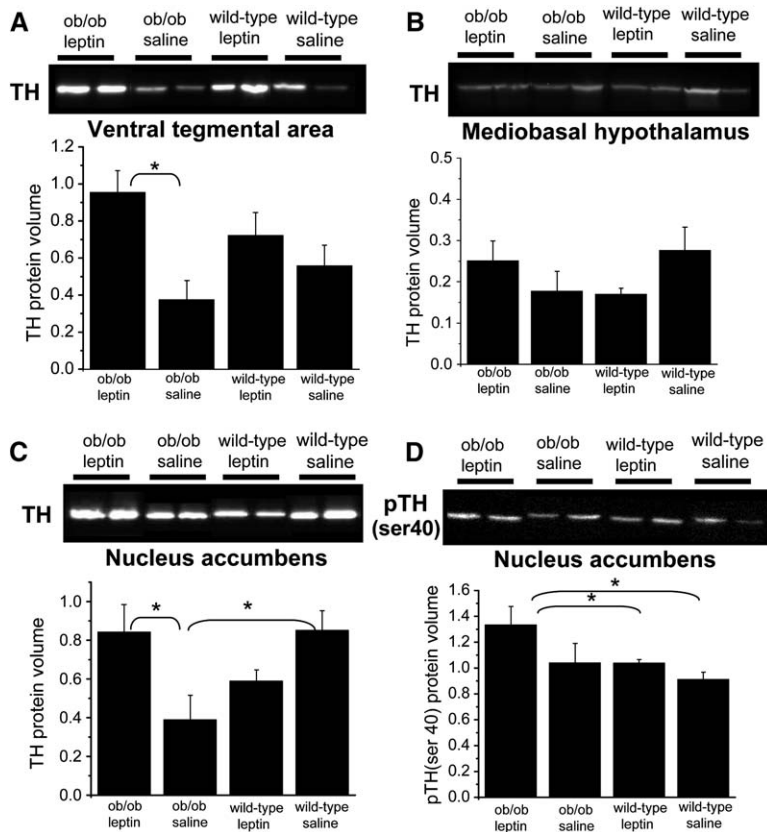 A
ob/ob leptin
ob/ob saline
wild-type leptin
wild-type saline
TH
Ventral tegmental area
TH protein volume
1.2
1.0
0.8
0.6
0.4
0.2
0.0
*
ob/ob leptin
ob/ob saline
wild-type leptin
wild-type saline
B
ob/ob leptin
ob/ob saline
wild-type leptin
wild-type saline
TH
Mediobasal hypothalamus
TH protein volume
0.5
0.4
0.3
0.2
0.1
0.0
ob/ob leptin
ob/ob saline
wild-type leptin
wild-type saline
C
ob/ob leptin
ob/ob saline
wild-type leptin
wild-type saline
TH
Nucleus accumbens
TH protein volume
1.0
0.8
0.6
0.4
0.2
0.0
*
*
ob/ob leptin
ob/ob saline
wild-type leptin
wild-type saline
D
ob/ob leptin
ob/ob saline
wild-type leptin
wild-type saline
pTH
(ser40)
Nucleus accumbens
pTH(ser 40) protein volume
1.6
1.4
1.2
1.0
0.8
0.6
0.4
0.2
0.0
*
*
ob/ob leptin
ob/ob saline
wild-type leptin
wild-type saline